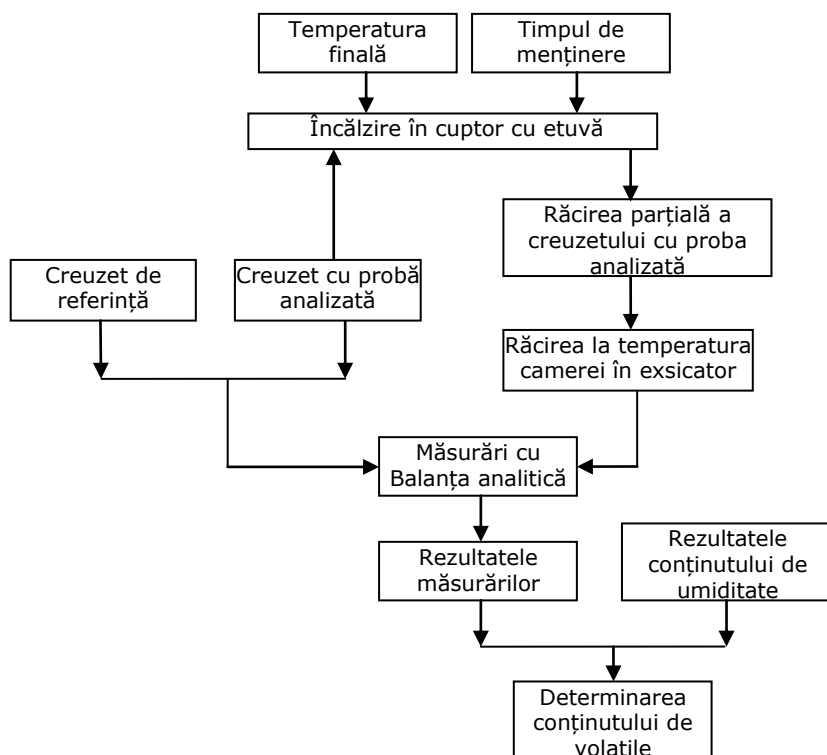 Temperatura
finală
Timpul de
menținere
Încălzire în cuptor cu etuvă
Răcirea parțială a
creuzetului cu proba
analizată
Creuzet de
referință
Creuzet cu probă
analizată
Răcirea la temperatura
camerei în exsicator
Măsurări cu
Balanța analitică
Rezultatele
măsurărilor
Rezultatele
conținutului de
umiditate
Determinarea
conținutului de
volatile